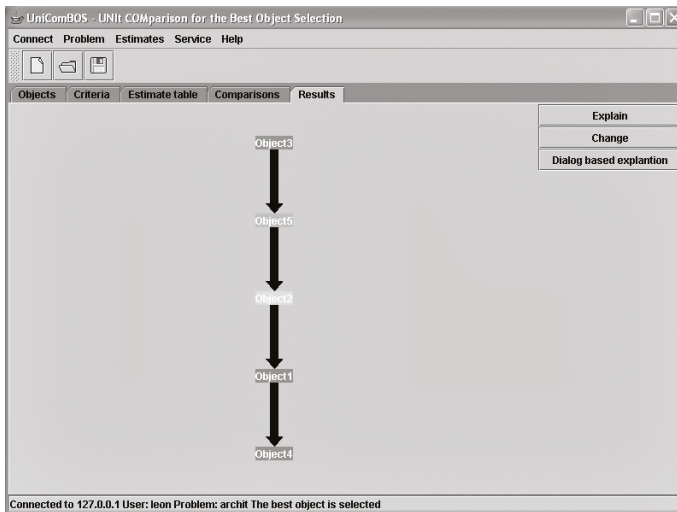 UniComBOS - UNIt COMparison for the Best Object Selection
Connect Problem Estimates Service Help
Objects Criteria Estimate table Comparisons Results
Explain
Change
Dialog based explantion
Object3
Object5
Object2
Object1
Object4
Connected to 127.0.0.1 User: leon Problem: archit The best object is selected